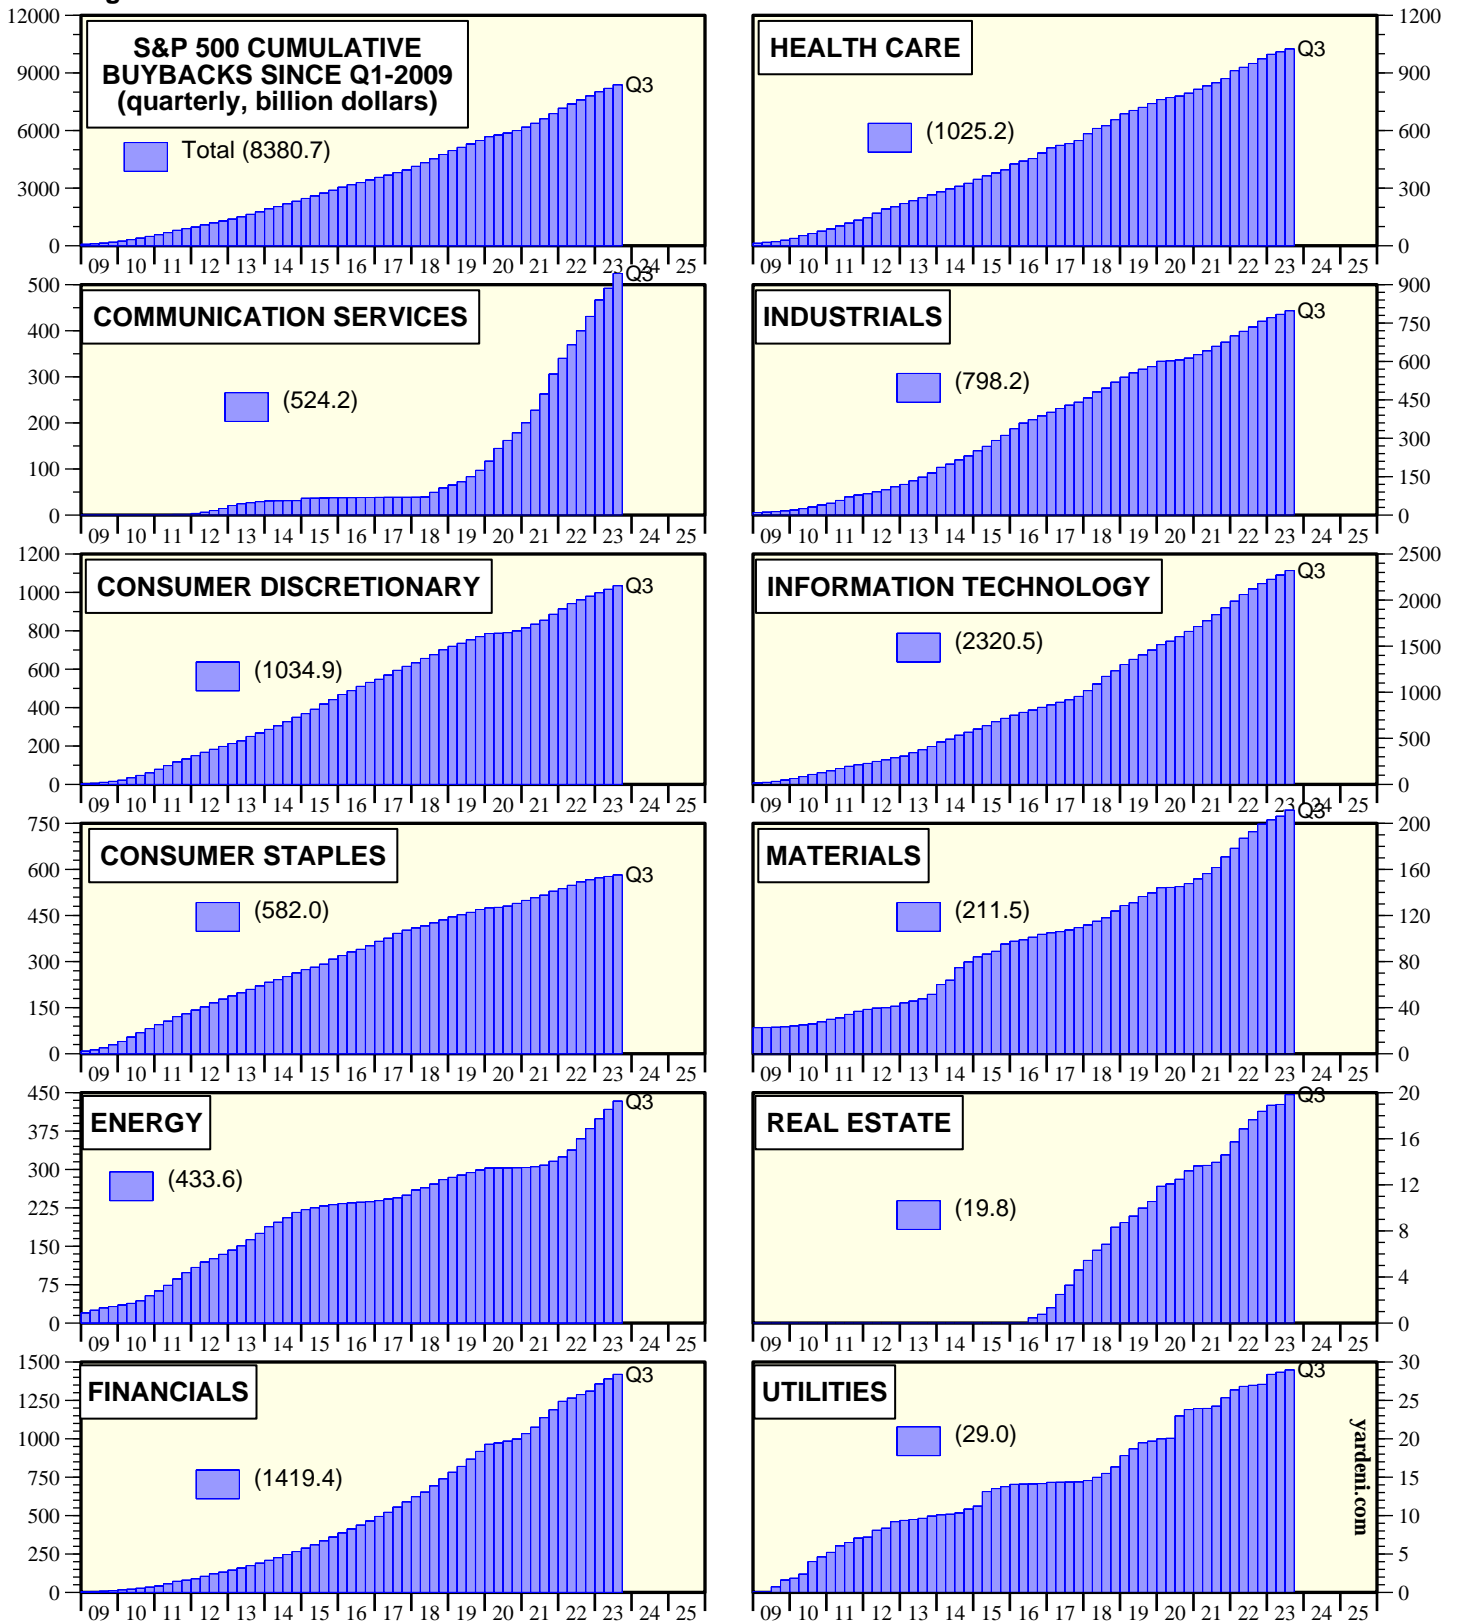 S&P 500 CUMULATIVE
BUYBACKS SINCE Q1-2009
(quarterly, billion dollars)
Total (8380.7)
Q3
12000
9000
6000
3000
0
09 10 11 12 13 14 15 16 17 18 19 20 21 22 23 24 25
HEALTH CARE
(1025.2)
Q3
1200
900
600
300
0
09 10 11 12 13 14 15 16 17 18 19 20 21 22 23 24 25
COMMUNICATION SERVICES
(524.2)
Q3
500
400
300
200
100
0
09 10 11 12 13 14 15 16 17 18 19 20 21 22 23 24 25
INDUSTRIALS
(798.2)
Q3
900
750
600
450
300
150
0
09 10 11 12 13 14 15 16 17 18 19 20 21 22 23 24 25
CONSUMER DISCRETIONARY
(1034.9)
Q3
1200
1000
800
600
400
200
0
09 10 11 12 13 14 15 16 17 18 19 20 21 22 23 24 25
INFORMATION TECHNOLOGY
(2320.5)
Q3
2500
2000
1500
1000
500
0
09 10 11 12 13 14 15 16 17 18 19 20 21 22 23 24 25
CONSUMER STAPLES
(582.0)
Q3
750
600
450
300
150
0
09 10 11 12 13 14 15 16 17 18 19 20 21 22 23 24 25
MATERIALS
(211.5)
Q3
200
160
120
80
40
0
09 10 11 12 13 14 15 16 17 18 19 20 21 22 23 24 25
ENERGY
(433.6)
Q3
450
375
300
225
150
75
0
09 10 11 12 13 14 15 16 17 18 19 20 21 22 23 24 25
REAL ESTATE
(19.8)
Q3
20
16
12
8
4
0
09 10 11 12 13 14 15 16 17 18 19 20 21 22 23 24 25
FINANCIALS
(1419.4)
Q3
1500
1250
1000
750
500
250
0
09 10 11 12 13 14 15 16 17 18 19 20 21 22 23 24 25
UTILITIES
(29.0)
Q3
30
25
20
15
10
5
0
09 10 11 12 13 14 15 16 17 18 19 20 21 22 23 24 25
yardeni.com